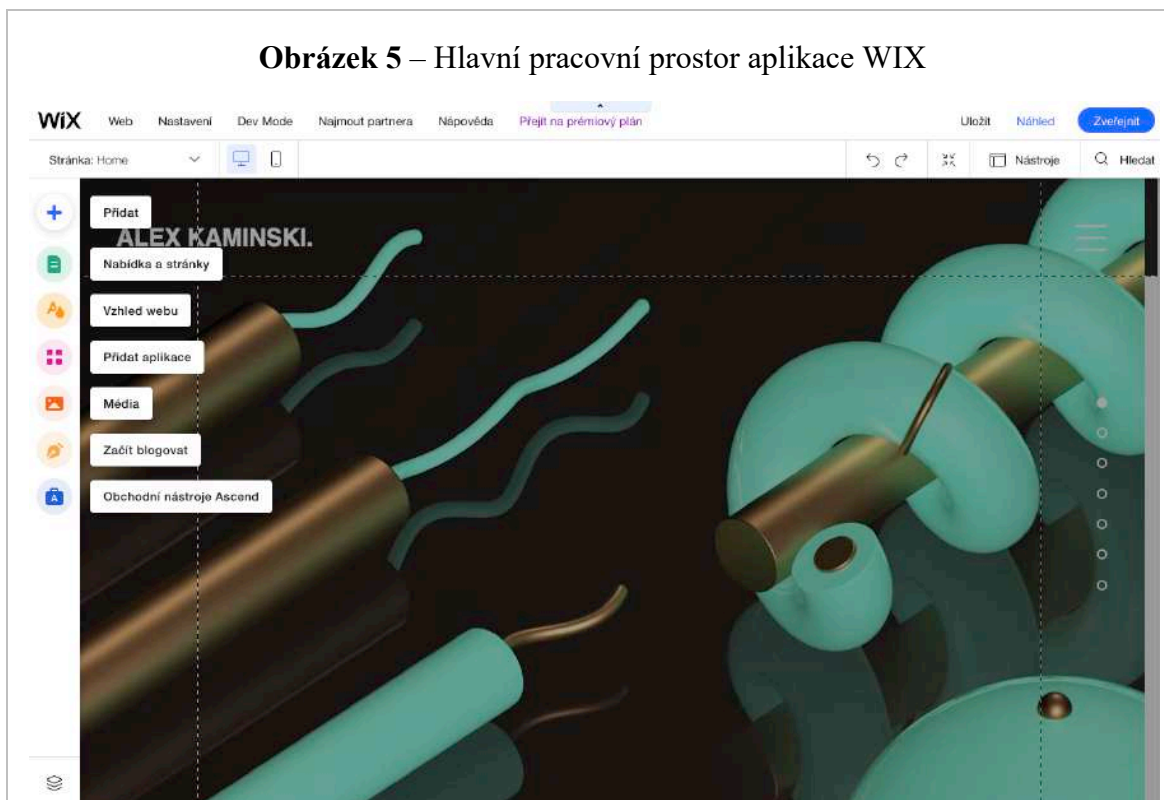 Obrázek 5 – Hlavní pracovní prostor aplikace WIX
WiX Web Nastavení Dev Mode Najmout partnera Nápověda Přejít na prémiový plán Uložit Náhled Zveřejnit
Stránka: Home Nástroje Hledat
Přidat
ALEX KAMINSKI.
Nabídka a stránky
Vzhled webu
Přidat aplikace
Média
Začít blogovat
Obchodní nástroje Ascend